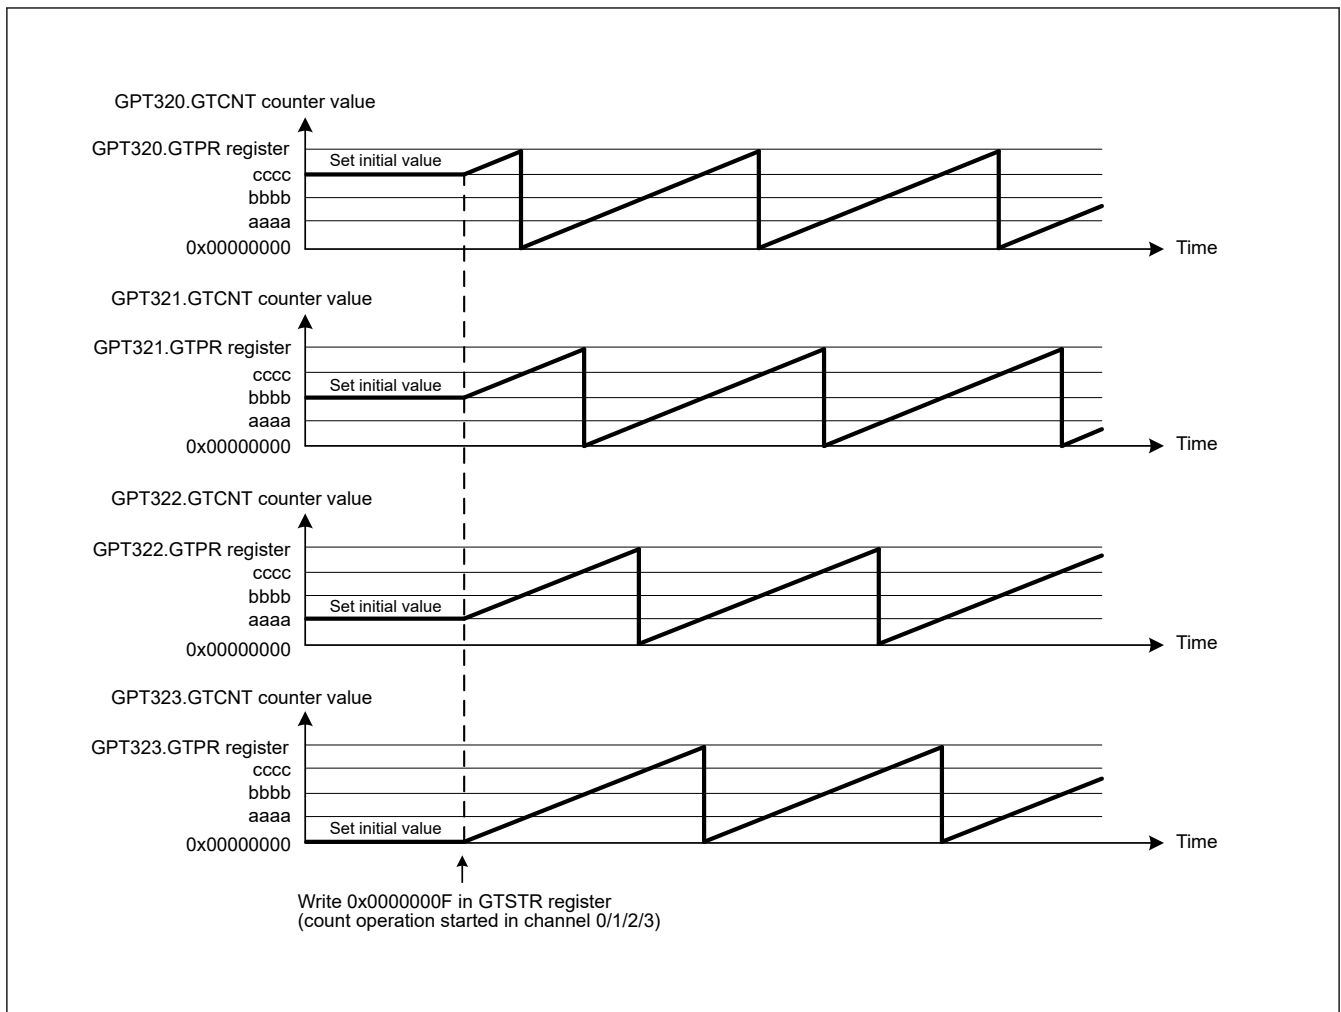 GPT320.GTCNT counter value
GPT320.GTPR register
Set initial value
cccc
bbbb
aaaa
0x00000000
Time
GPT321.GTCNT counter value
GPT321.GTPR register
cccc
Set initial value
bbbb
aaaa
0x00000000
Time
GPT322.GTCNT counter value
GPT322.GTPR register
cccc
bbbb
Set initial value
aaaa
0x00000000
Time
GPT323.GTCNT counter value
GPT323.GTPR register
cccc
bbbb
aaaa
Set initial value
0x00000000
Time
Write 0x0000000F in GTSTR register
(count operation started in channel 0/1/2/3)